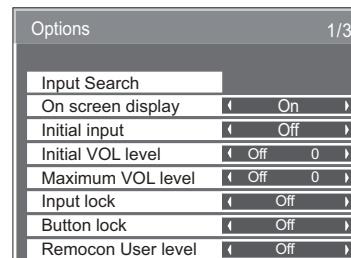 Options 1/3
Input Search
On screen display On
Initial input Off
Initial VOL level Off 0
Maximum VOL level Off 0
Input lock Off
Button lock Off
Remocon User level Off